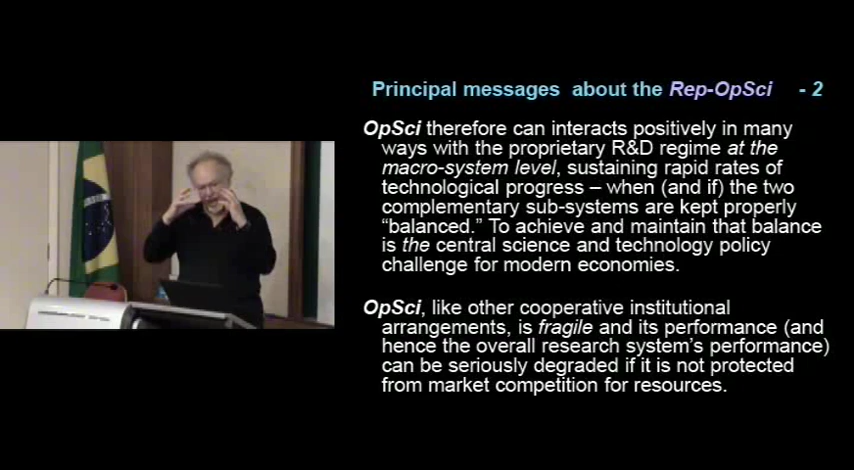 Principal messages about the Rep-OpSci - 2
OpSci therefore can interacts positively in many
ways with the proprietary R&D regime at the
macro-system level, sustaining rapid rates of
technological progress – when (and if) the two
complementary sub-systems are kept properly
“balanced.” To achieve and maintain that balance
is the central science and technology policy
challenge for modern economies.
OpSci, like other cooperative institutional
arrangements, is fragile and its performance (and
hence the overall research system’s performance)
can be seriously degraded if it is not protected
from market competition for resources.